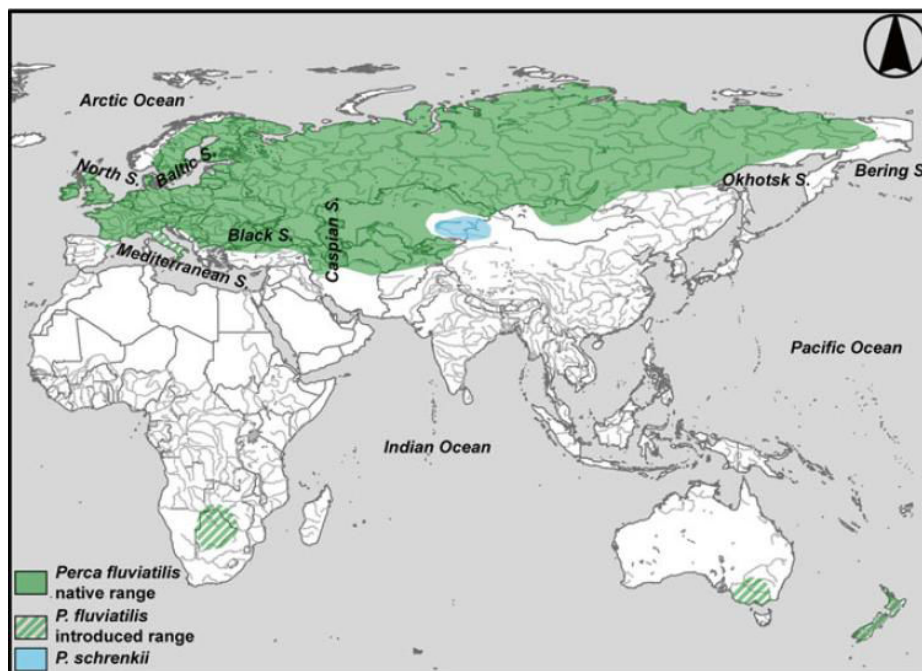 Arctic Ocean
North S.
Baltic S.
Okhotsk S.
Bering S
Black S.
Caspian S.
Mediterranean S.
Pacific Ocean
Indian Ocean
Perca fluviatilis
native range
P. fluviatilis
introduced range
P. schrenkii